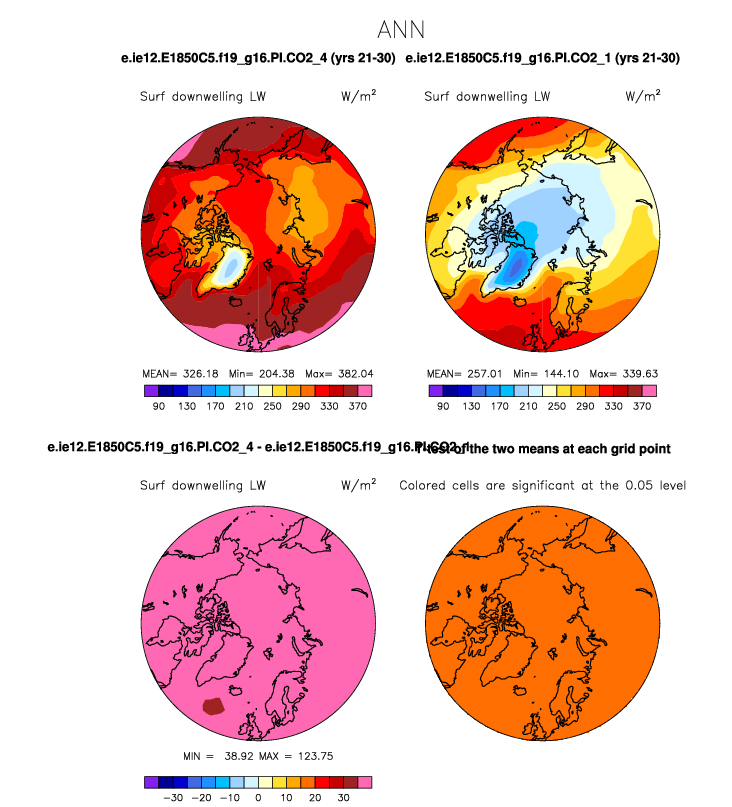 ANN
e.ie12.E1850C5.f19_g16.PI.CO2_4 (yrs 21-30) e.ie12.E1850C5.f19_g16.PI.CO2_1 (yrs 21-30)
Surf downwelling LW W/m² Surf downwelling LW W/m²
MEAN= 326.18 Min= 204.38 Max= 382.04 MEAN= 257.01 Min= 144.10 Max= 339.63
90 130 170 210 250 290 330 370 90 130 170 210 250 290 330 370
e.ie12.E1850C5.f19_g16.PI.CO2_4 - e.ie12.E1850C5.f19_g16.PI.CO2_1 T-test of the two means at each grid point
Surf downwelling LW W/m² Colored cells are significant at the 0.05 level
MIN = 38.92 MAX = 123.75
-30 -20 -10 0 10 20 30